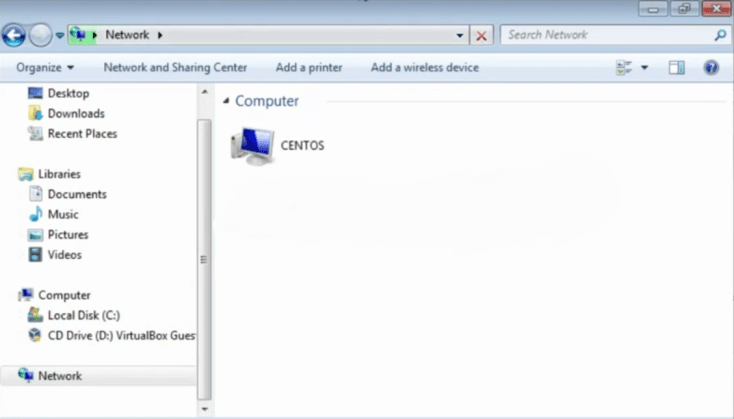 Network
Search Network
Organize
Network and Sharing Center
Add a printer
Add a wireless device
Desktop
Downloads
Recent Places
Libraries
Documents
Music
Pictures
Videos
Computer
Local Disk (C:)
CD Drive (D:) VirtualBox Gues
Network
Computer
CENTOS